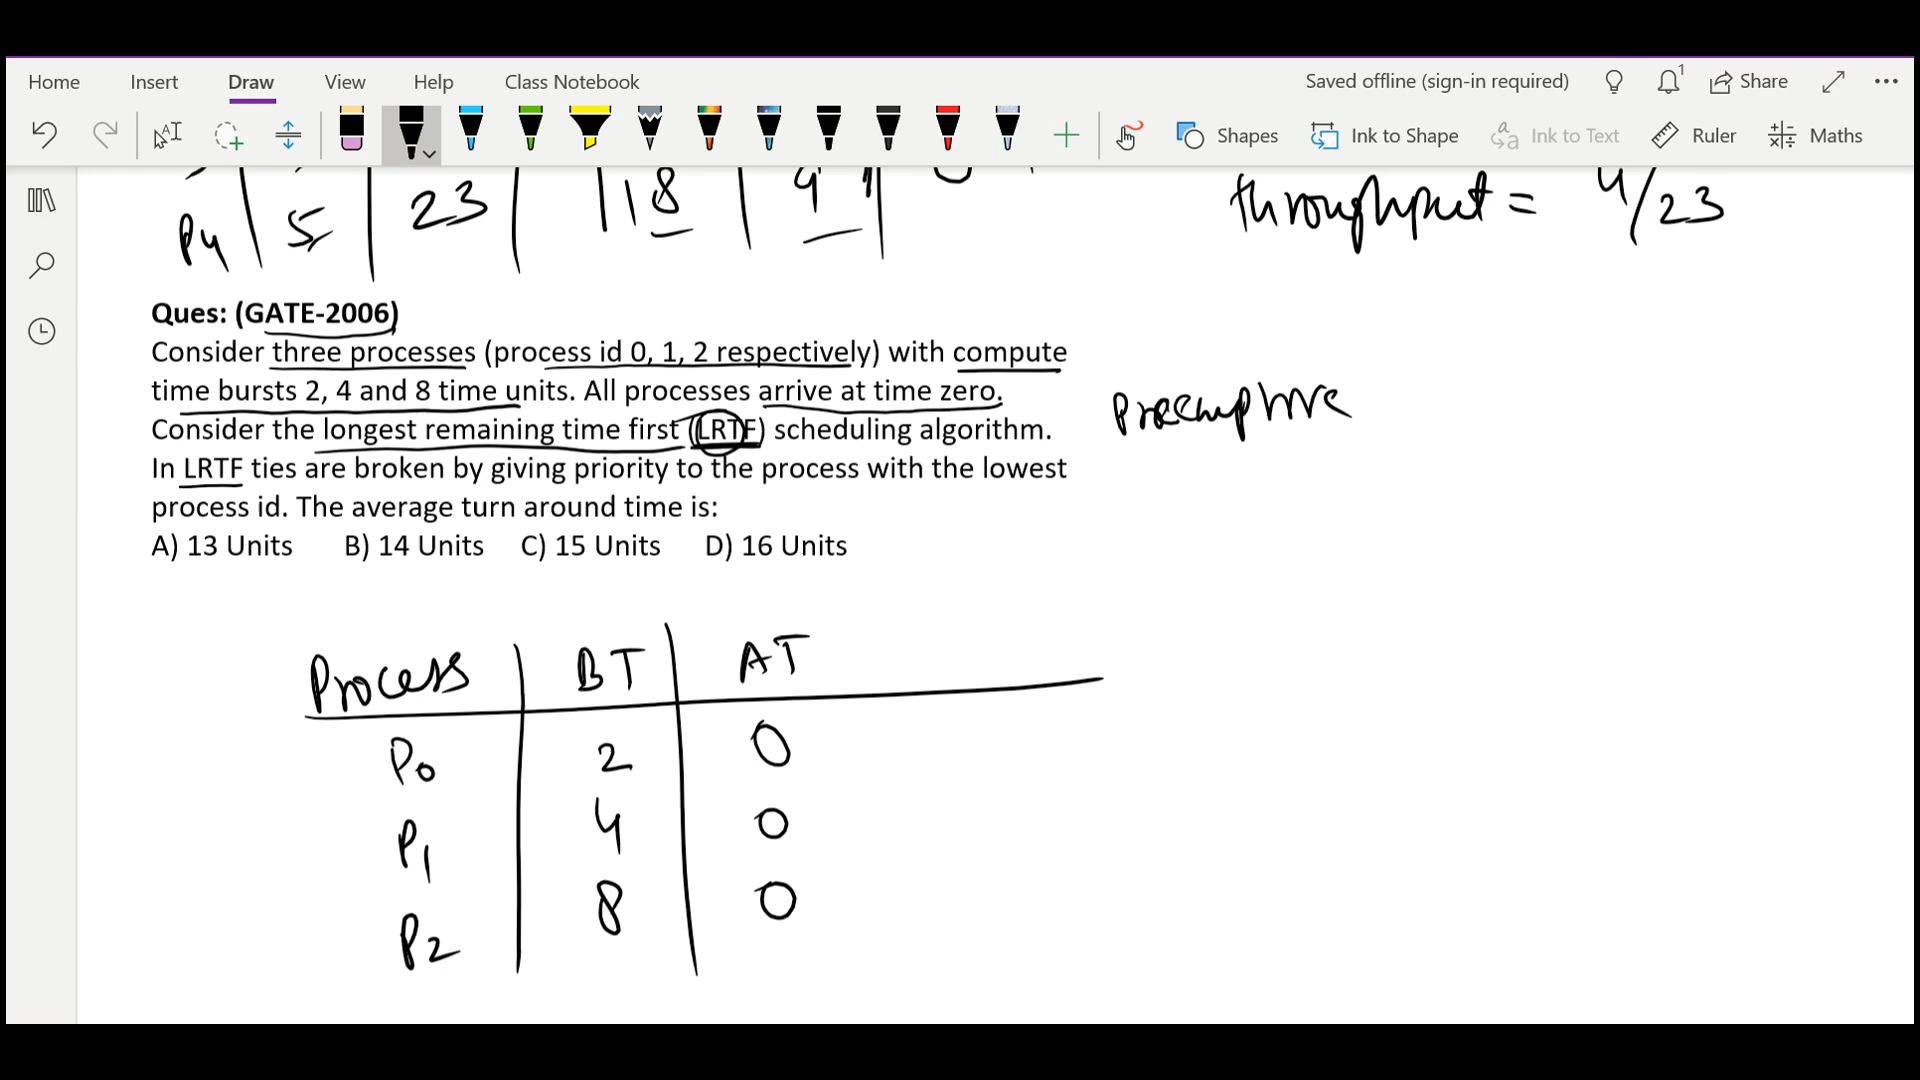 Home Insert Draw View Help Class Notebook Saved offline (sign-in required) 1 Share
Shapes Ink to Shape Ink to Text Ruler Maths
P4 5 23 18
throughput = 4/23
Ques: (GATE-2006)
Consider three processes (process id 0, 1, 2 respectively) with compute
time bursts 2, 4 and 8 time units. All processes arrive at time zero.
Consider the longest remaining time first (LRTF) scheduling algorithm.
In LRTF ties are broken by giving priority to the process with the lowest
process id. The average turn around time is:
A) 13 Units B) 14 Units C) 15 Units D) 16 Units
Preemptive
Process BT AT
P0 2 0
P1 4 0
P2 8 0